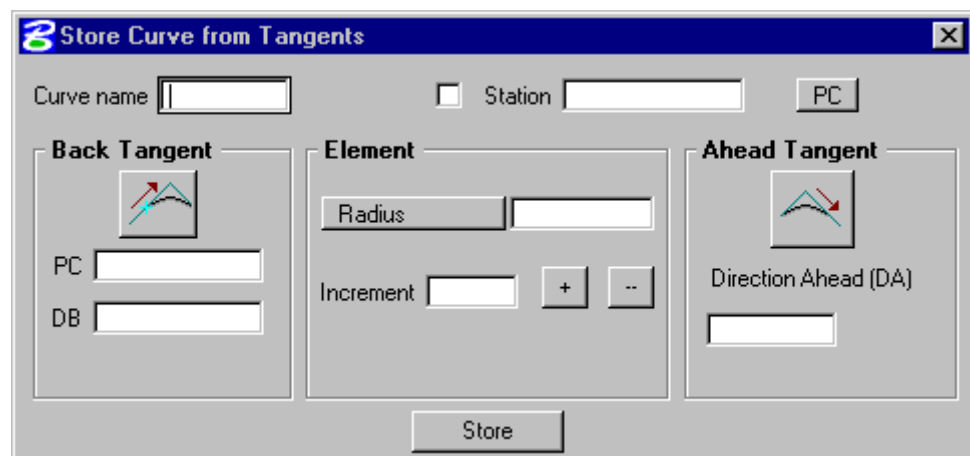 Store Curve from Tangents
Curve name Station PC
Back Tangent Element Ahead Tangent
Radius
PC Increment + -- Direction Ahead (DA)
DB
Store